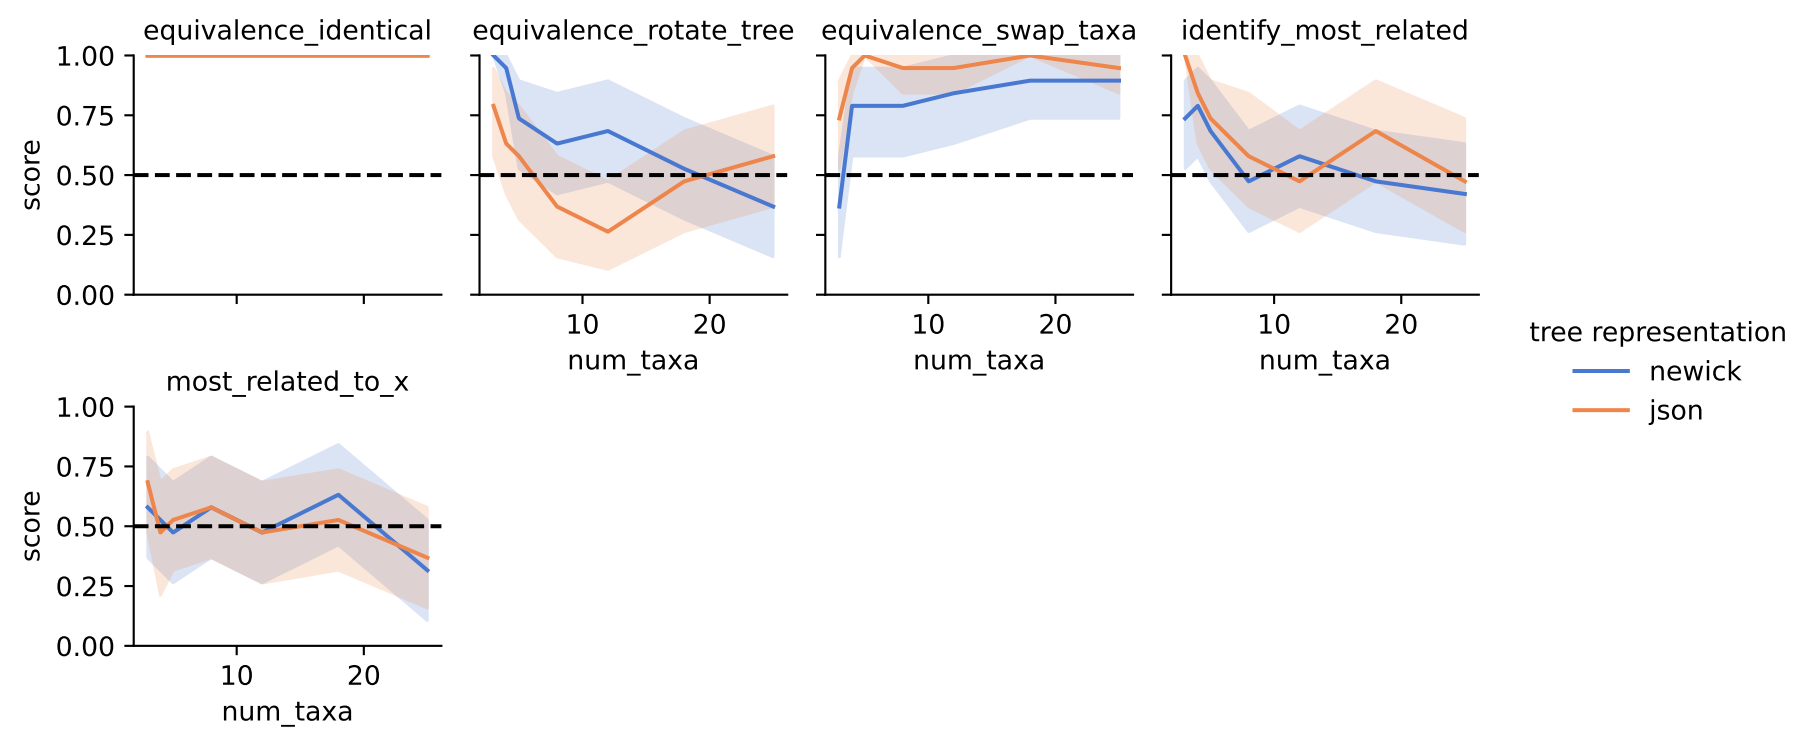 equivalence_identical
equivalence_rotate_tree
equivalence_swap_taxa
identify_most_related
1.00
0.75
0.50
0.25
0.00
score
10
20
num_taxa
10
20
num_taxa
10
20
num_taxa
tree representation
newick
json
most_related_to_x
1.00
0.75
0.50
0.25
0.00
score
10
20
num_taxa